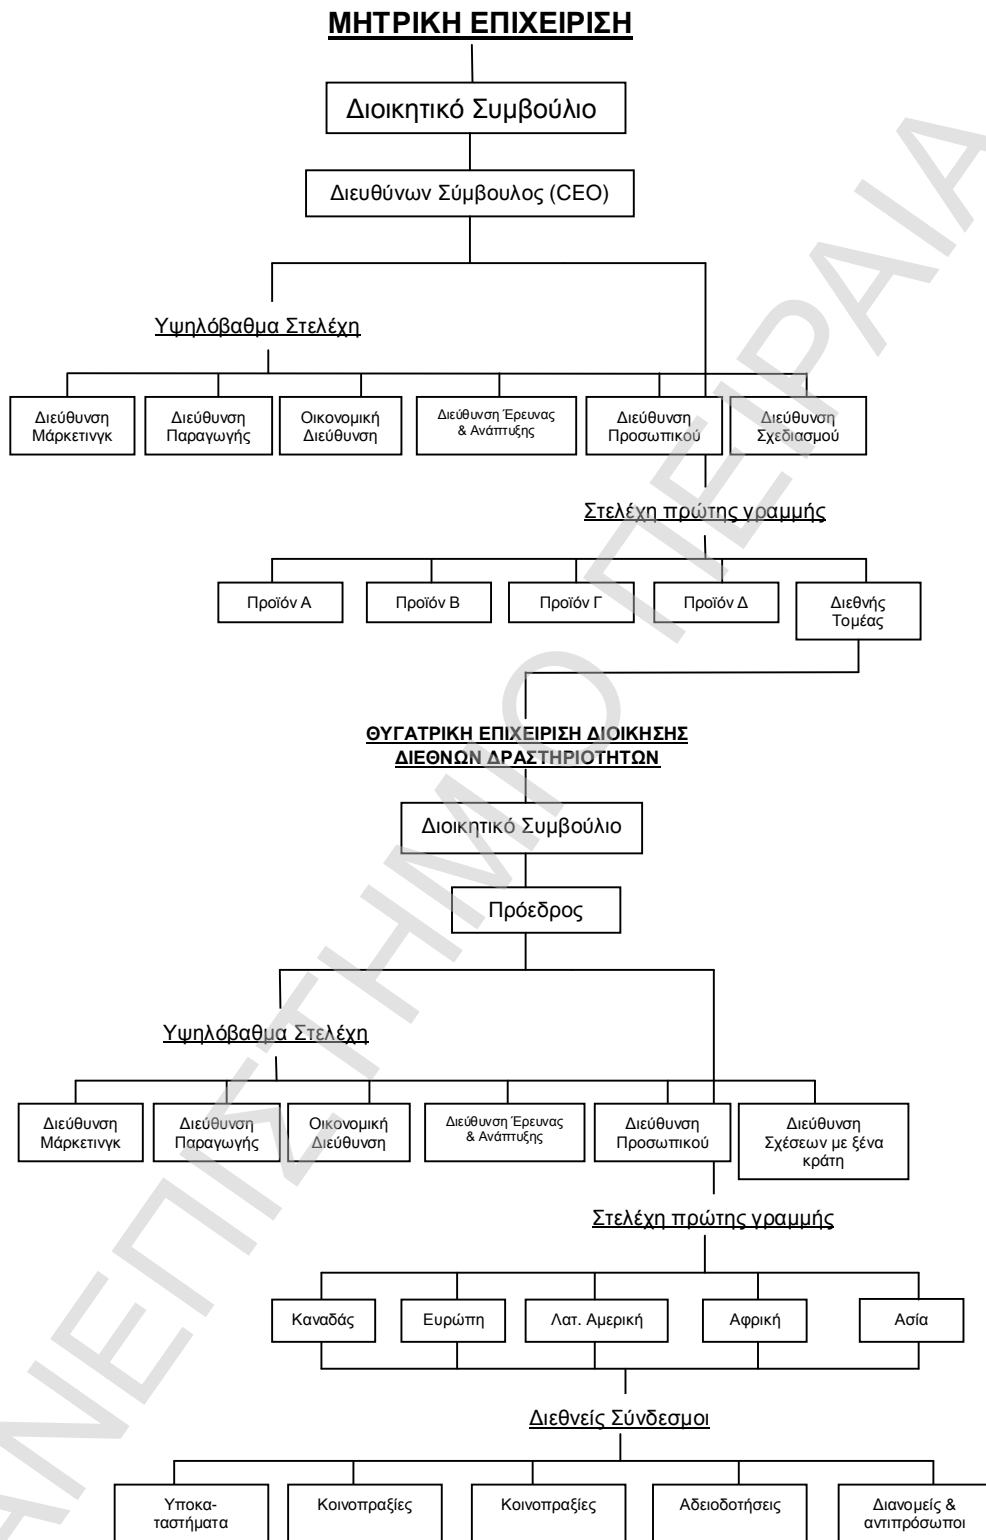 ΜΗΤΡΙΚΗ ΕΠΙΧΕΙΡΙΣΗ
Διοικητικό Συμβούλιο
Διευθύνων Σύμβουλος (CEO)
Υψηλόβαθμα Στελέχη
Διεύθυνση
Μάρκετινγκ
Διεύθυνση
Παραγωγής
Οικονομική
Διεύθυνση
Διεύθυνση Έρευνας
& Ανάπτυξης
Διεύθυνση
Προσωπικού
Διεύθυνση
Σχεδιασμού
Στελέχη πρώτης γραμμής
Προϊόν Α
Προϊόν Β
Προϊόν Γ
Προϊόν Δ
Διεθνής
Τομέας
ΘΥΓΑΤΡΙΚΗ ΕΠΙΧΕΙΡΙΣΗ ΔΙΟΙΚΗΣΗΣ
ΔΙΕΘΝΩΝ ΔΡΑΣΤΗΡΙΟΤΗΤΩΝ
Διοικητικό Συμβούλιο
Πρόεδρος
Υψηλόβαθμα Στελέχη
Διεύθυνση
Μάρκετινγκ
Διεύθυνση
Παραγωγής
Οικονομική
Διεύθυνση
Διεύθυνση Έρευνας
& Ανάπτυξης
Διεύθυνση
Προσωπικού
Διεύθυνση
Σχέσεων με ξένα
κράτη
Στελέχη πρώτης γραμμής
Καναδάς
Ευρώπη
Λατ. Αμερική
Αφρική
Ασία
Διεθνείς Σύνδεσμοι
Υποκα-
ταστήματα
Κοινοπραξίες
Κοινοπραξίες
Αδειοδοτήσεις
Διανομείς &
αντιπρόσωποι
ΑΝΕΠΙΣΤΗΜΙΟ ΠΕΙΡΑΙΑ